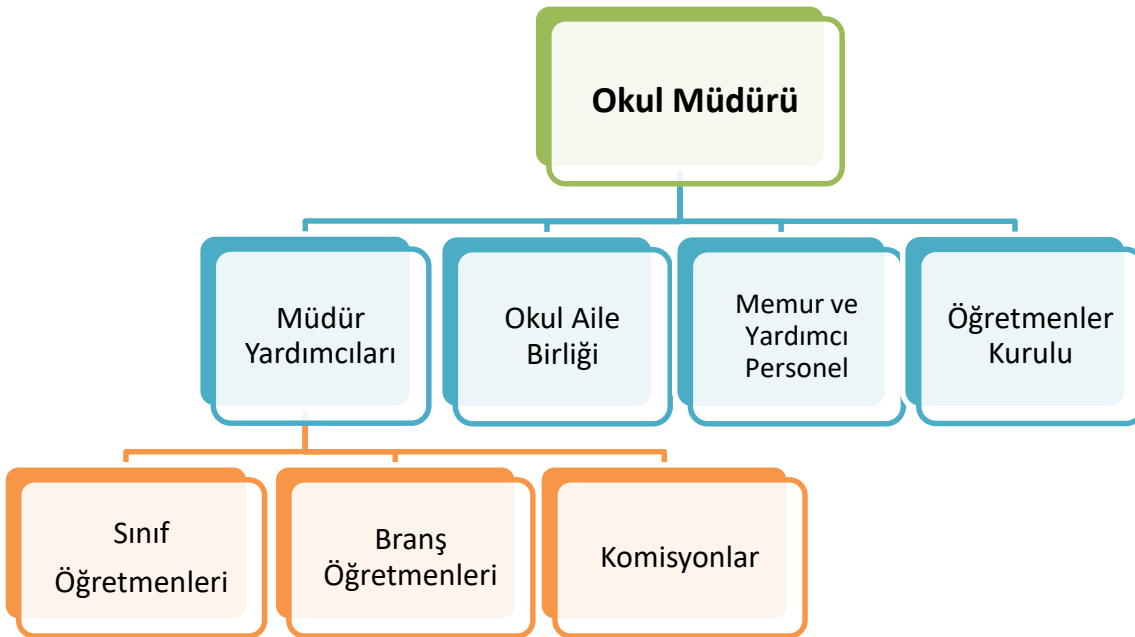 Okul Müdürü
Müdür
Yardımcıları
Okul Aile
Birliği
Memur ve
Yardımcı
Personel
Öğretmenler
Kurulu
Sınıf
Öğretmenleri
Branş
Öğretmenleri
Komisyonlar